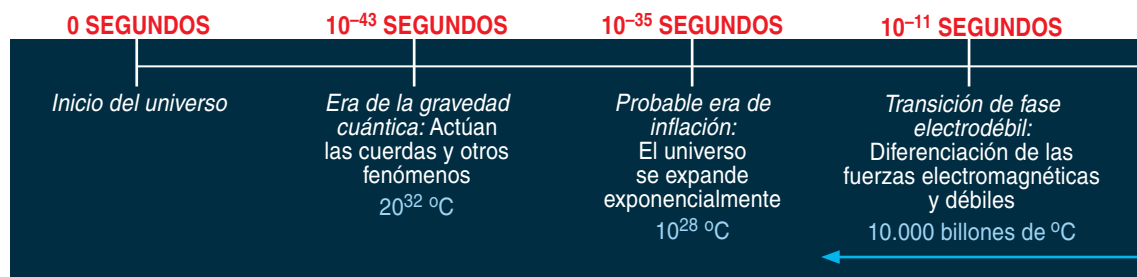 0 SEGUNDOS
10⁻⁴³ SEGUNDOS
10⁻³⁵ SEGUNDOS
10⁻¹¹ SEGUNDOS
Inicio del universo
Era de la gravedad
cuántica: Actúan
las cuerdas y otros
fenómenos
20³² ºC
Probable era de
inflación:
El universo
se expande
exponencialmente
10²⁸ ºC
Transición de fase
electrodébil:
Diferenciación de las
fuerzas electromagnéticas
y débiles
10.000 billones de ºC